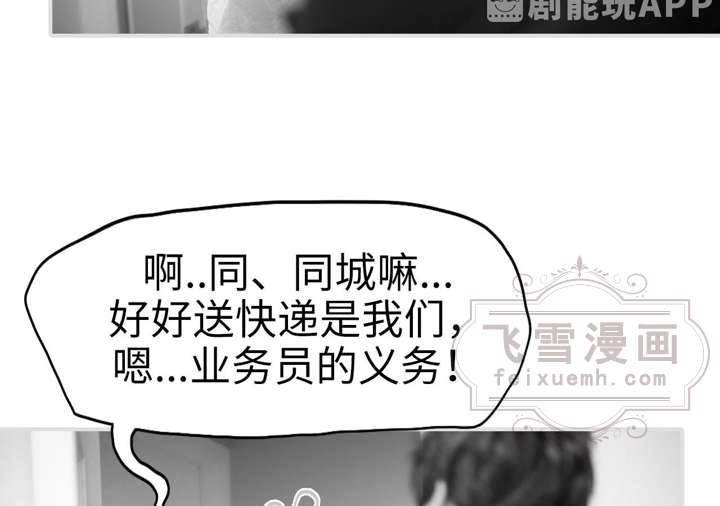 剧能玩APP
啊..同、同城嘛...
好好送快递是我们，
嗯...业务员的义务！
飞雪漫画
feixuemh.com